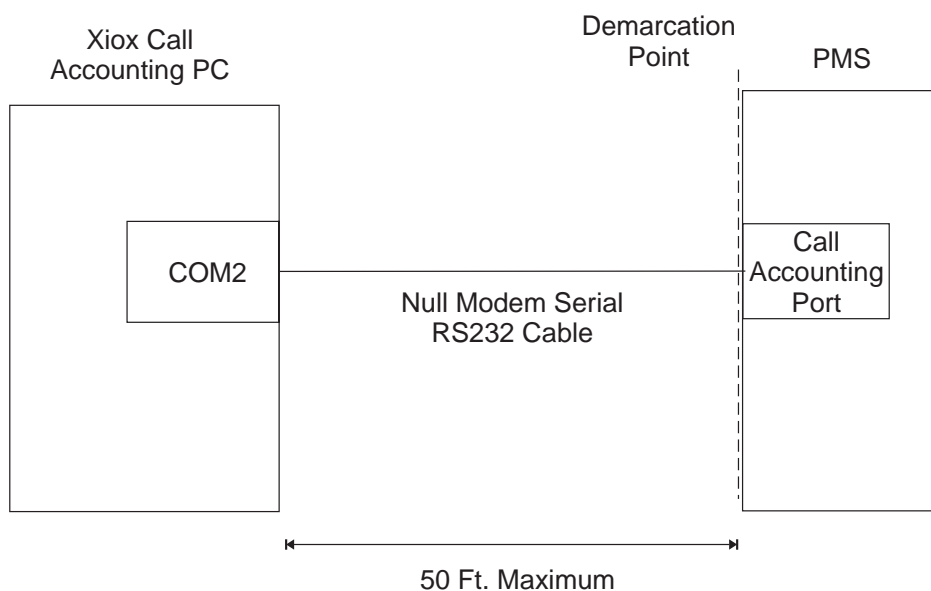 Xiox Call
Accounting PC
Demarcation
Point
PMS
COM2
Call
Accounting
Port
Null Modem Serial
RS232 Cable
50 Ft. Maximum